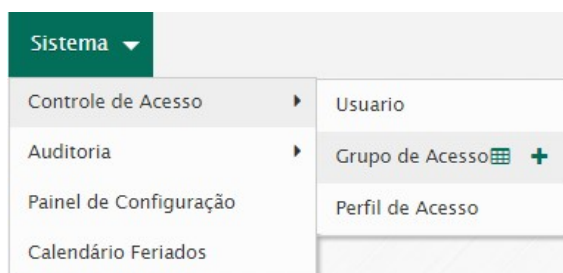 Sistema
Controle de Acesso
Auditoria
Painel de Configuração
Calendário Feriados
Usuario
Grupo de Acesso
Perfil de Acesso